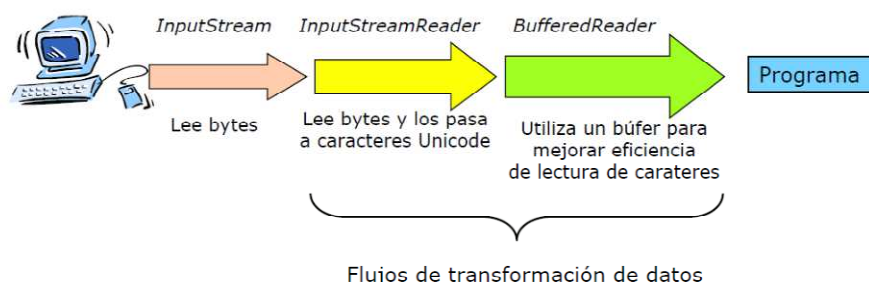 InputStream
InputStreamReader
BufferedReader
Programa
Lee bytes
Lee bytes y los pasa
a caracteres Unicode
Utiliza un búfer para
mejorar eficiencia
de lectura de carateres
Flujos de transformación de datos